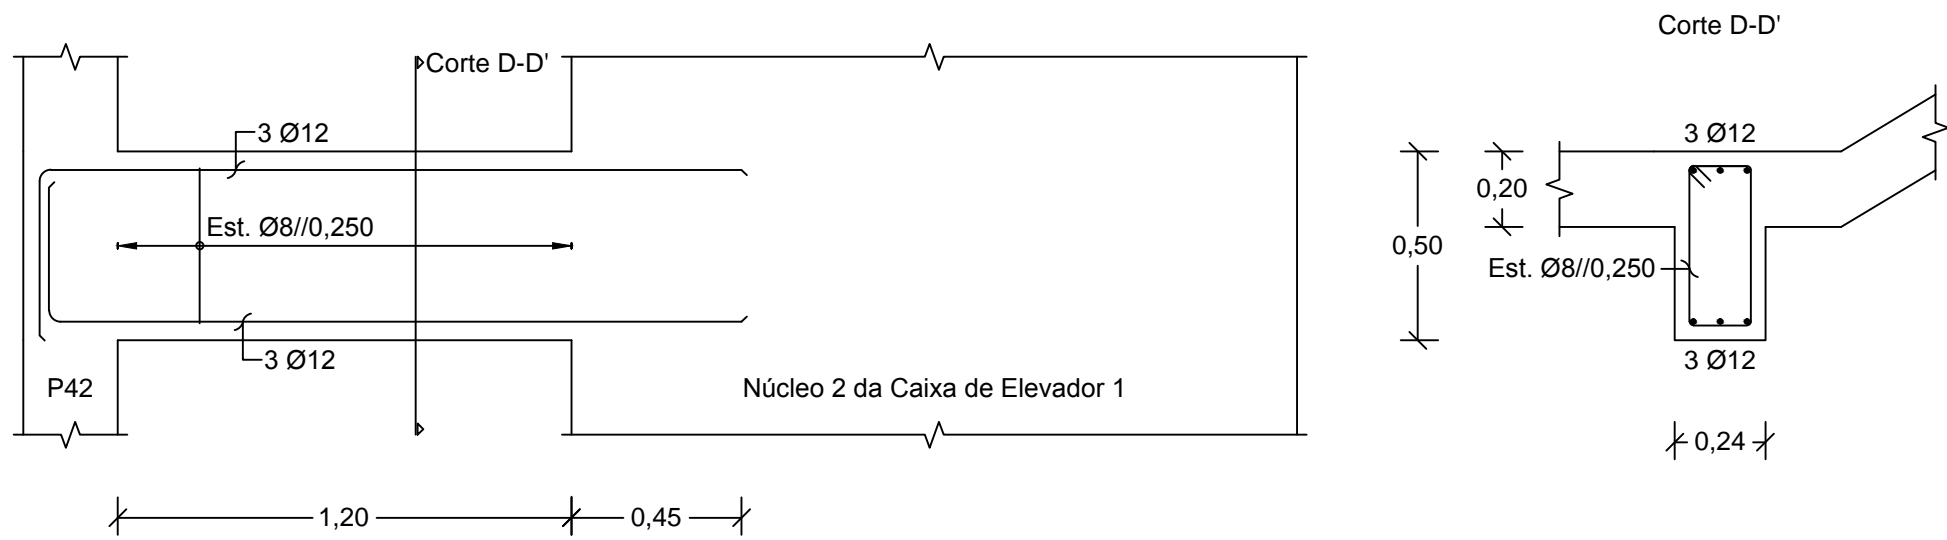 Corte D-D'
3 Ø12
Est. Ø8//0,250
3 Ø12
P42
Núcleo 2 da Caixa de Elevador 1
1,20
0,45
Corte D-D'
3 Ø12
0,20
0,50
Est. Ø8//0,250
3 Ø12
0,24